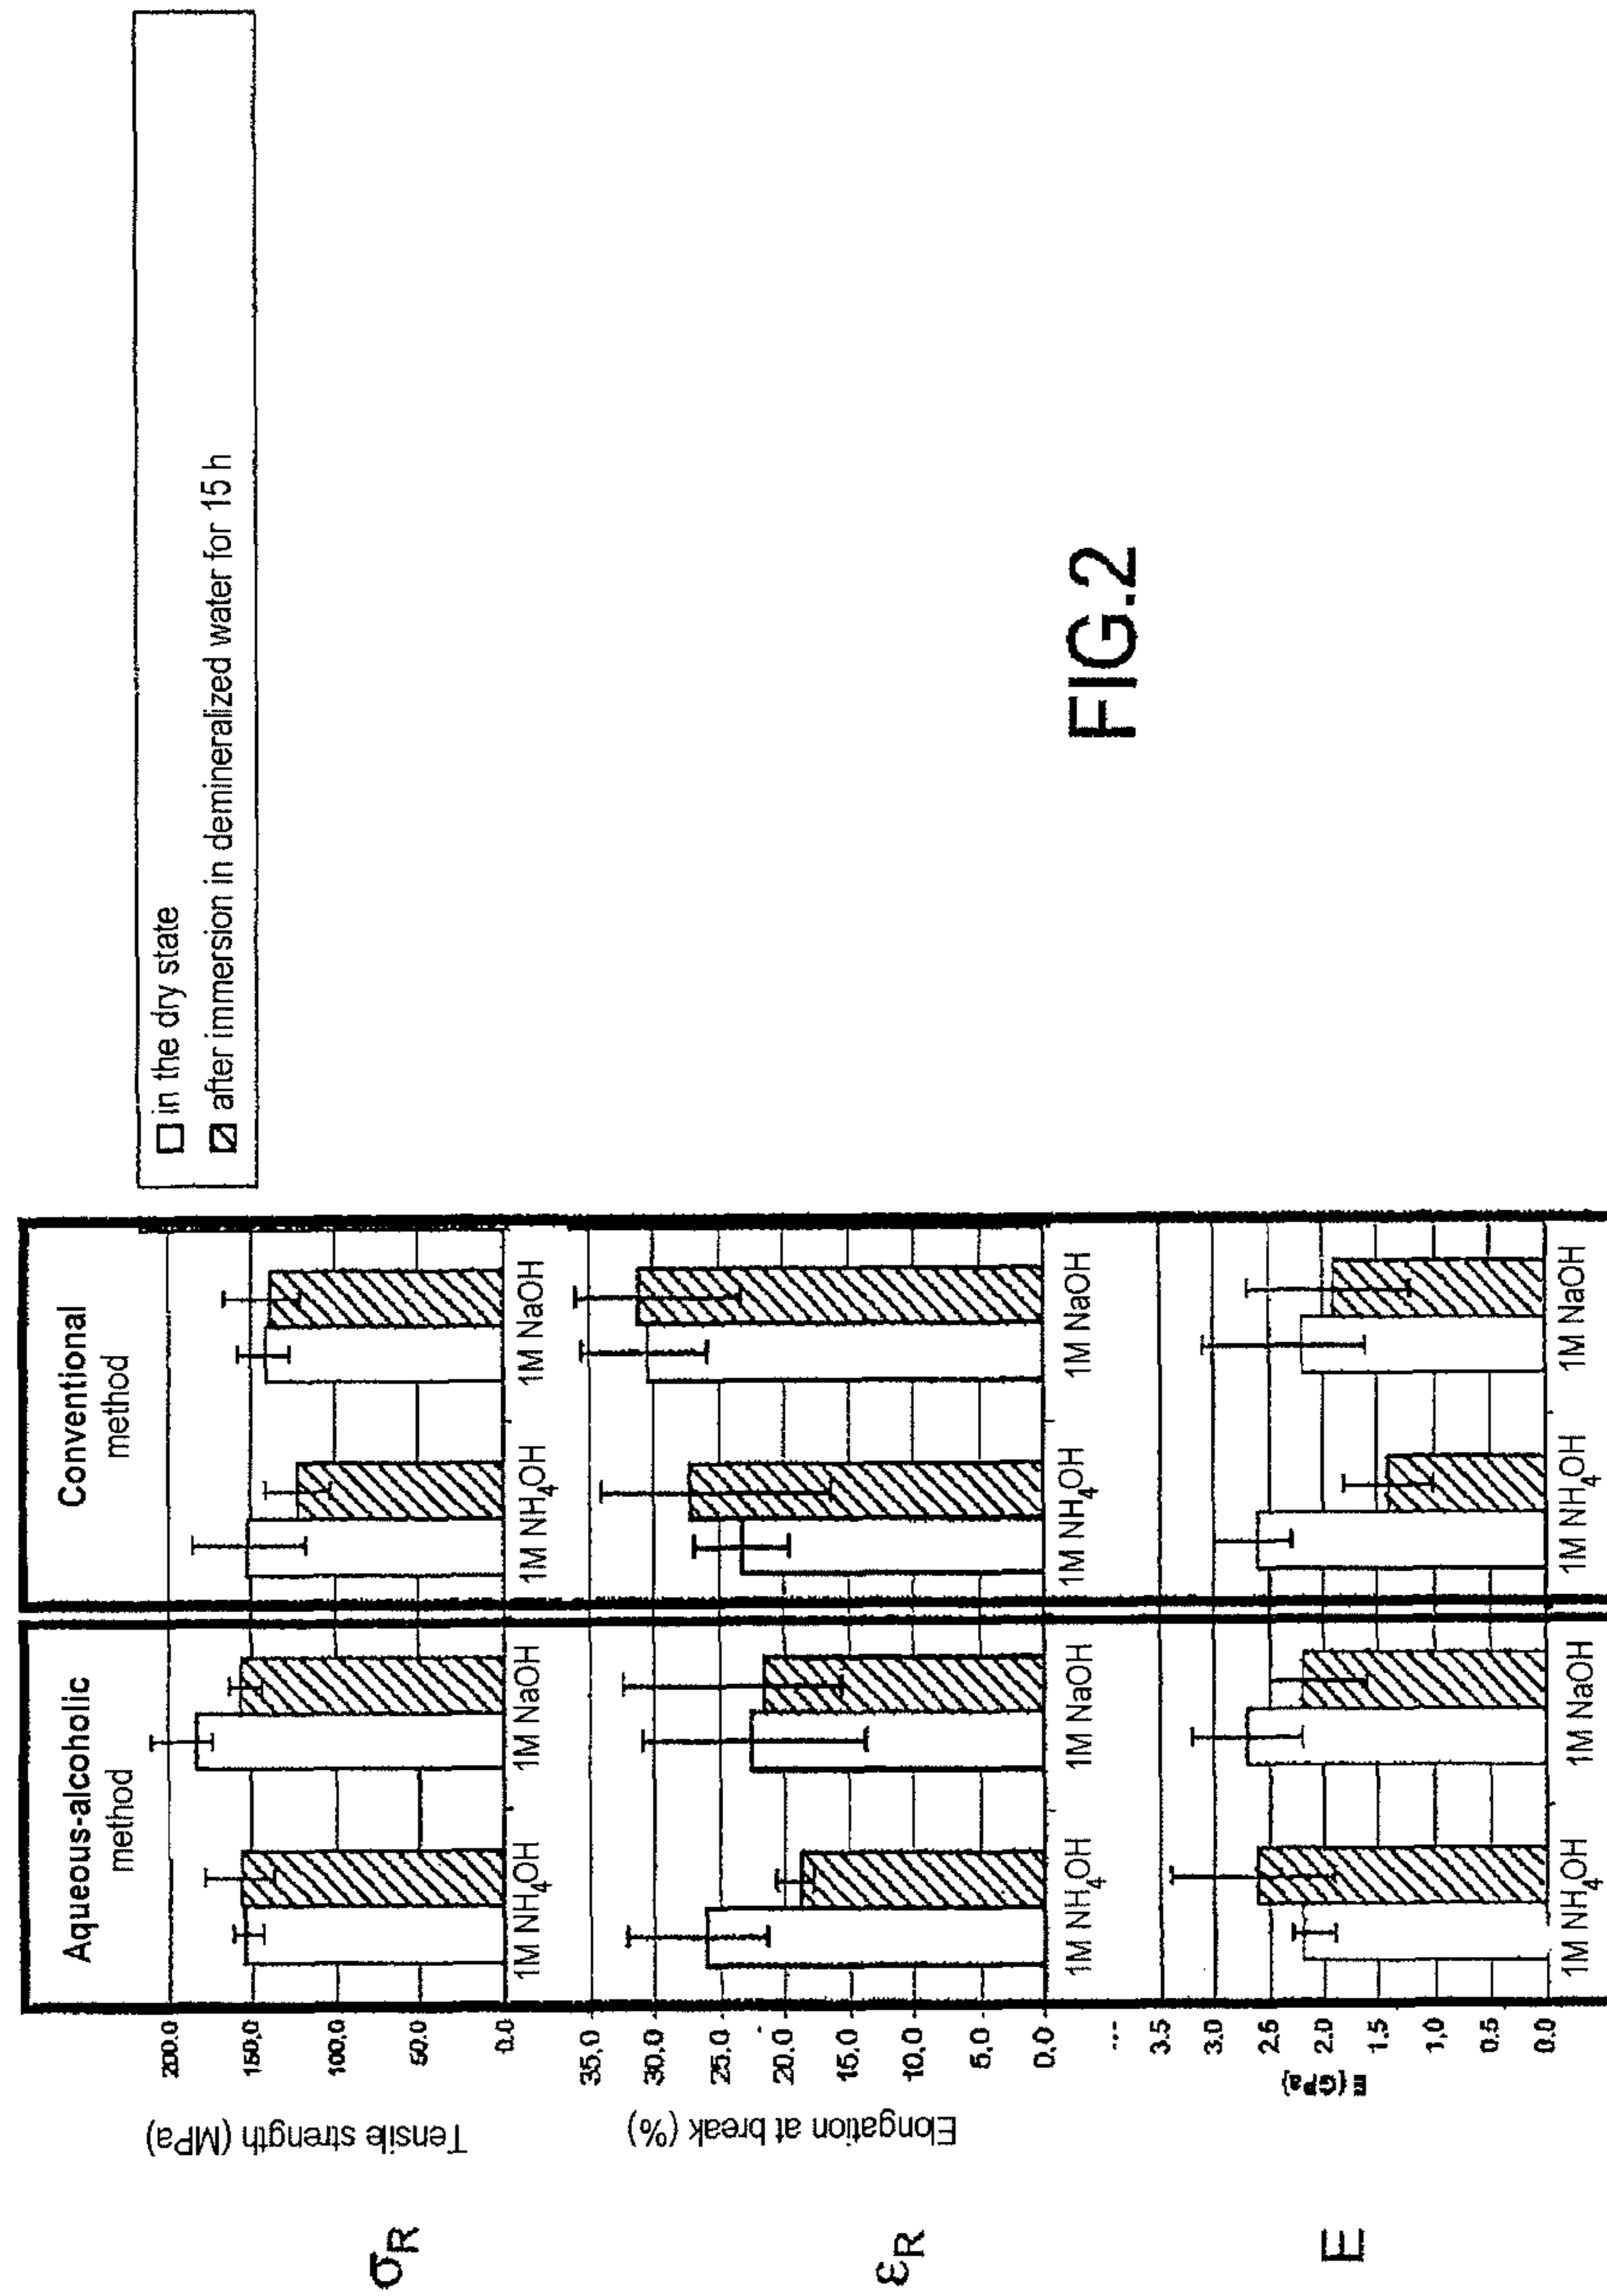 □ in the dry state
▨ after immersion in demineralized water for 15 h
Aqueous-alcoholic
method
Conventional
method
σR
Tensile strength (MPa)
200.0
150.0
100.0
50.0
0.0
1M NH4OH
1M NaOH
1M NH4OH
1M NaOH
εR
Elongation at break (%)
35.0
30.0
25.0
20.0
15.0
10.0
5.0
0.0
1M NH4OH
1M NaOH
1M NH4OH
1M NaOH
E
E (GPa)
3.5
3.0
2.5
2.0
1.5
1.0
0.5
0.0
1M NH4OH
1M NaOH
1M NH4OH
1M NaOH
FIG.2